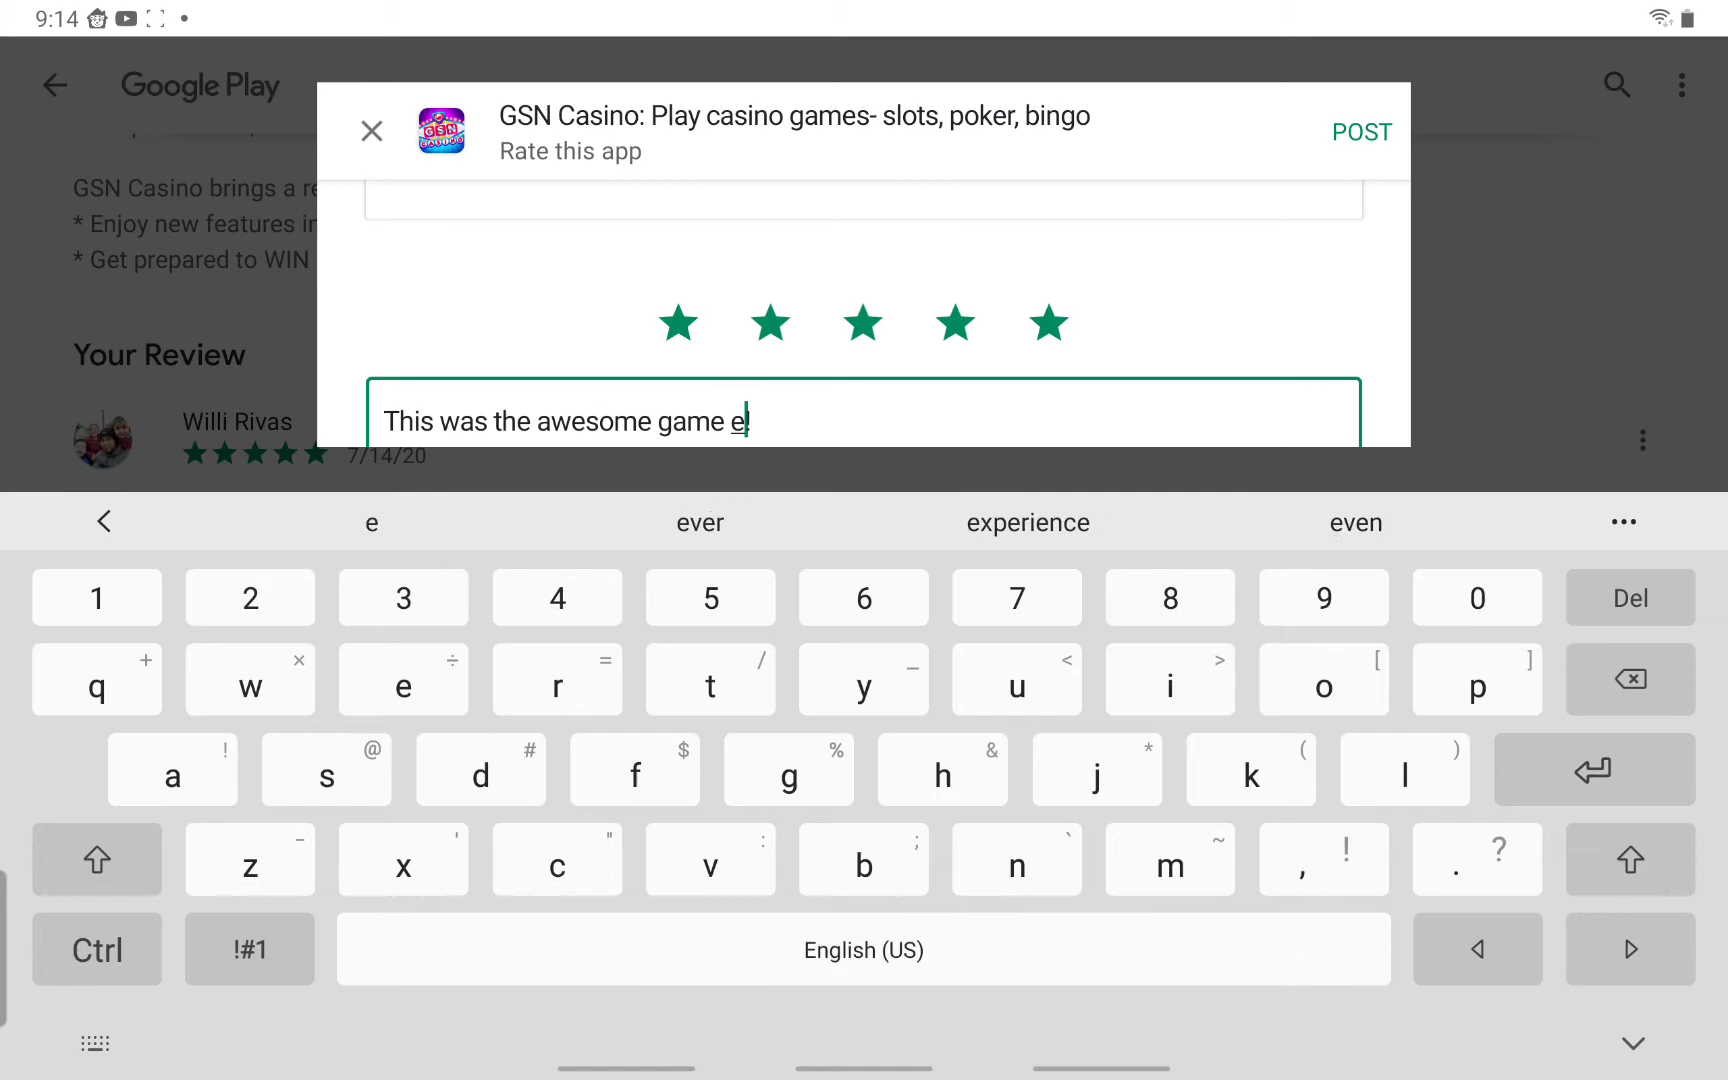 9:14
Google Play
GSN Casino: Play casino games- slots, poker, bingo
Rate this app
POST
GSN Casino brings a re
* Enjoy new features in
* Get prepared to WIN
Your Review
Willi Rivas
7/14/20
This was the awesome game e!
e ever experience even
1 2 3 4 5 6 7 8 9 0 Del
+ × ÷ = / _ < > [ ]
q w e r t y u i o p
! @ # $ % & * ( )
a s d f g h j k l
- ' " : ; ` ~ ! ?
z x c v b n m , .
Ctrl !#1 English (US)